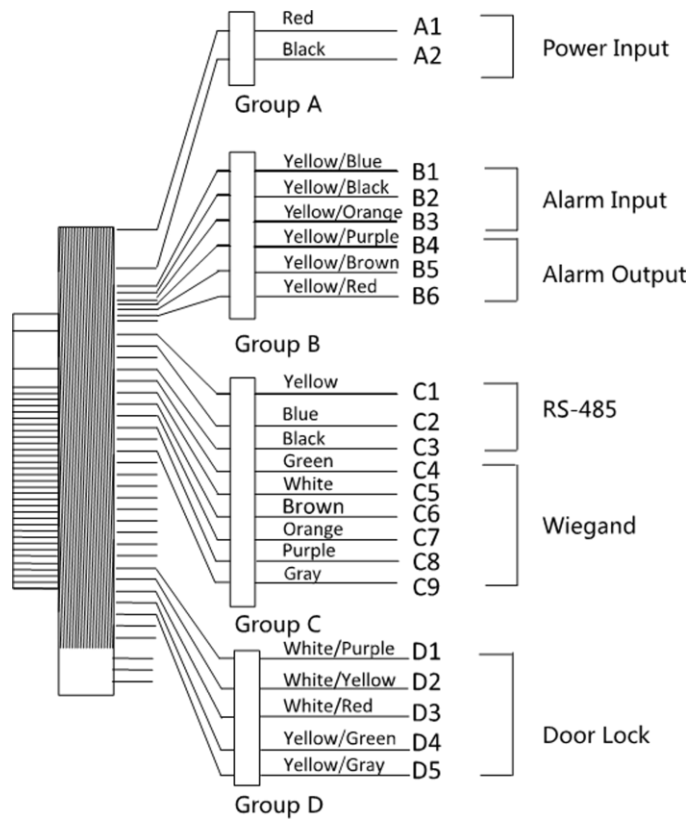 Red A1
Black A2
Power Input
Group A
Yellow/Blue B1
Yellow/Black B2
Yellow/Orange B3
Alarm Input
Yellow/Purple B4
Yellow/Brown B5
Yellow/Red B6
Alarm Output
Group B
Yellow C1
Blue C2
Black C3
RS-485
Green C4
White C5
Brown C6
Orange C7
Purple C8
Gray C9
Wiegand
Group C
White/Purple D1
White/Yellow D2
White/Red D3
Yellow/Green D4
Yellow/Gray D5
Door Lock
Group D